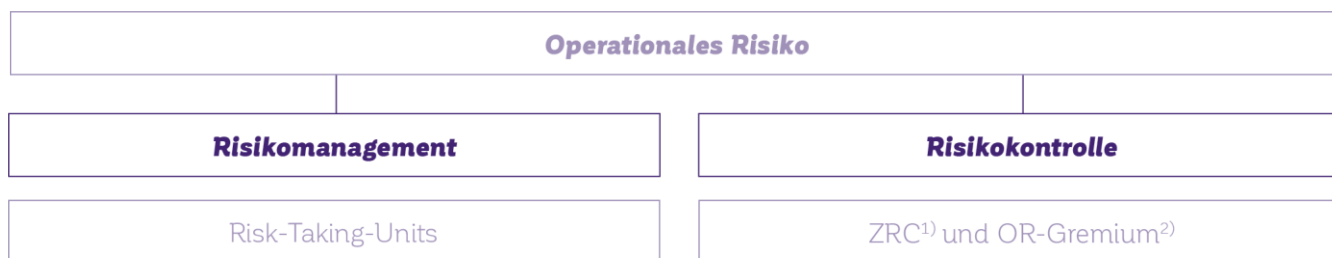 Operationales Risiko
Risikomanagement
Risikokontrolle
Risk-Taking-Units
ZRC¹⁾ und OR-Gremium²⁾